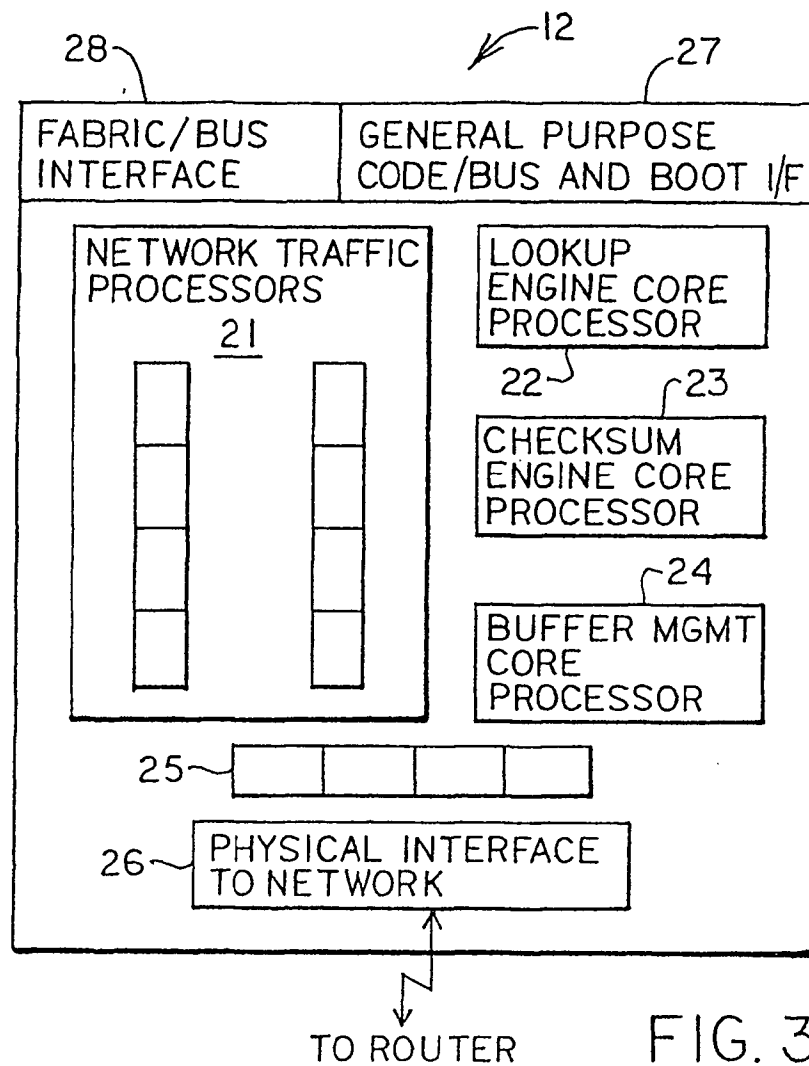 12
28
27
FABRIC/BUS
INTERFACE
GENERAL PURPOSE
CODE/BUS AND BOOT I/F
NETWORK TRAFFIC
PROCESSORS
21
LOOKUP
ENGINE CORE
PROCESSOR
22
23
CHECKSUM
ENGINE CORE
PROCESSOR
24
BUFFER MGMT
CORE
PROCESSOR
25
26
PHYSICAL INTERFACE
TO NETWORK
TO ROUTER
FIG. 3